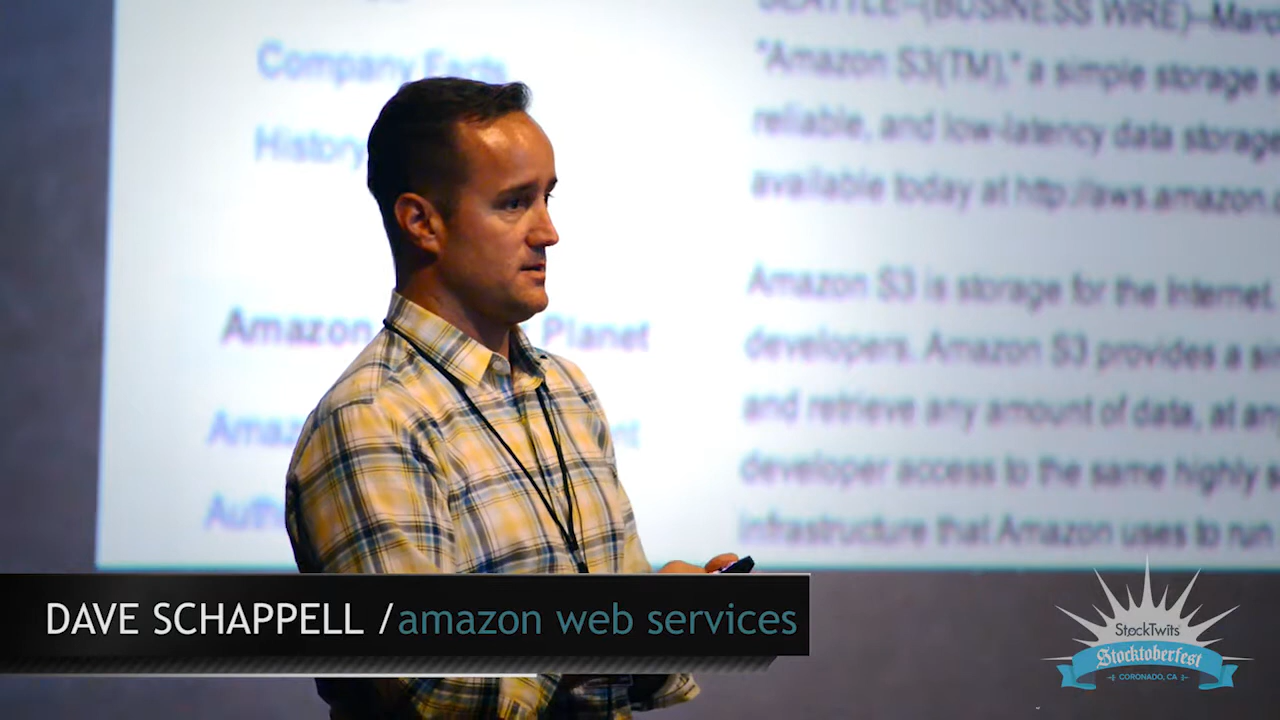 SEATTLE--(BUSINESS WIRE)--Marc
Company Facts
"Amazon S3(TM)," a simple storage s
History
reliable, and low-latency data storage
available today at http://aws.amazon.
Amazon S3 is storage for the Internet.
Amazon Planet
developers. Amazon S3 provides a si
and retrieve any amount of data, at any
Amaz nt
developer access to the same highly s
Auth
infrastructure that Amazon uses to run
DAVE SCHAPPELL / amazon web services
StockTwits
Stocktoberfest
CORONADO, CA